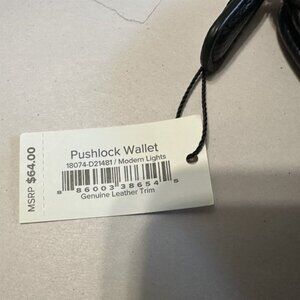 Pushlock Wallet
18074-D21481 / Modern Lights
8 86003 38654 5
Genuine Leather Trim
MSRP $64.00